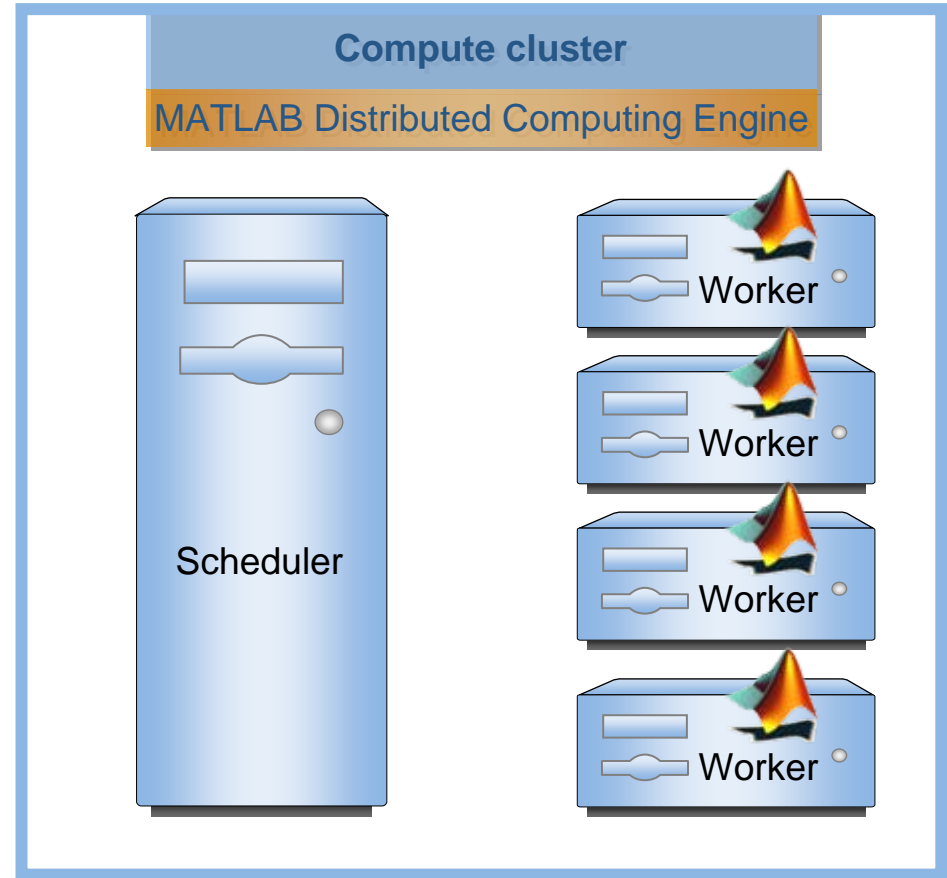 Compute cluster
MATLAB Distributed Computing Engine
Scheduler
Worker
Worker
Worker
Worker